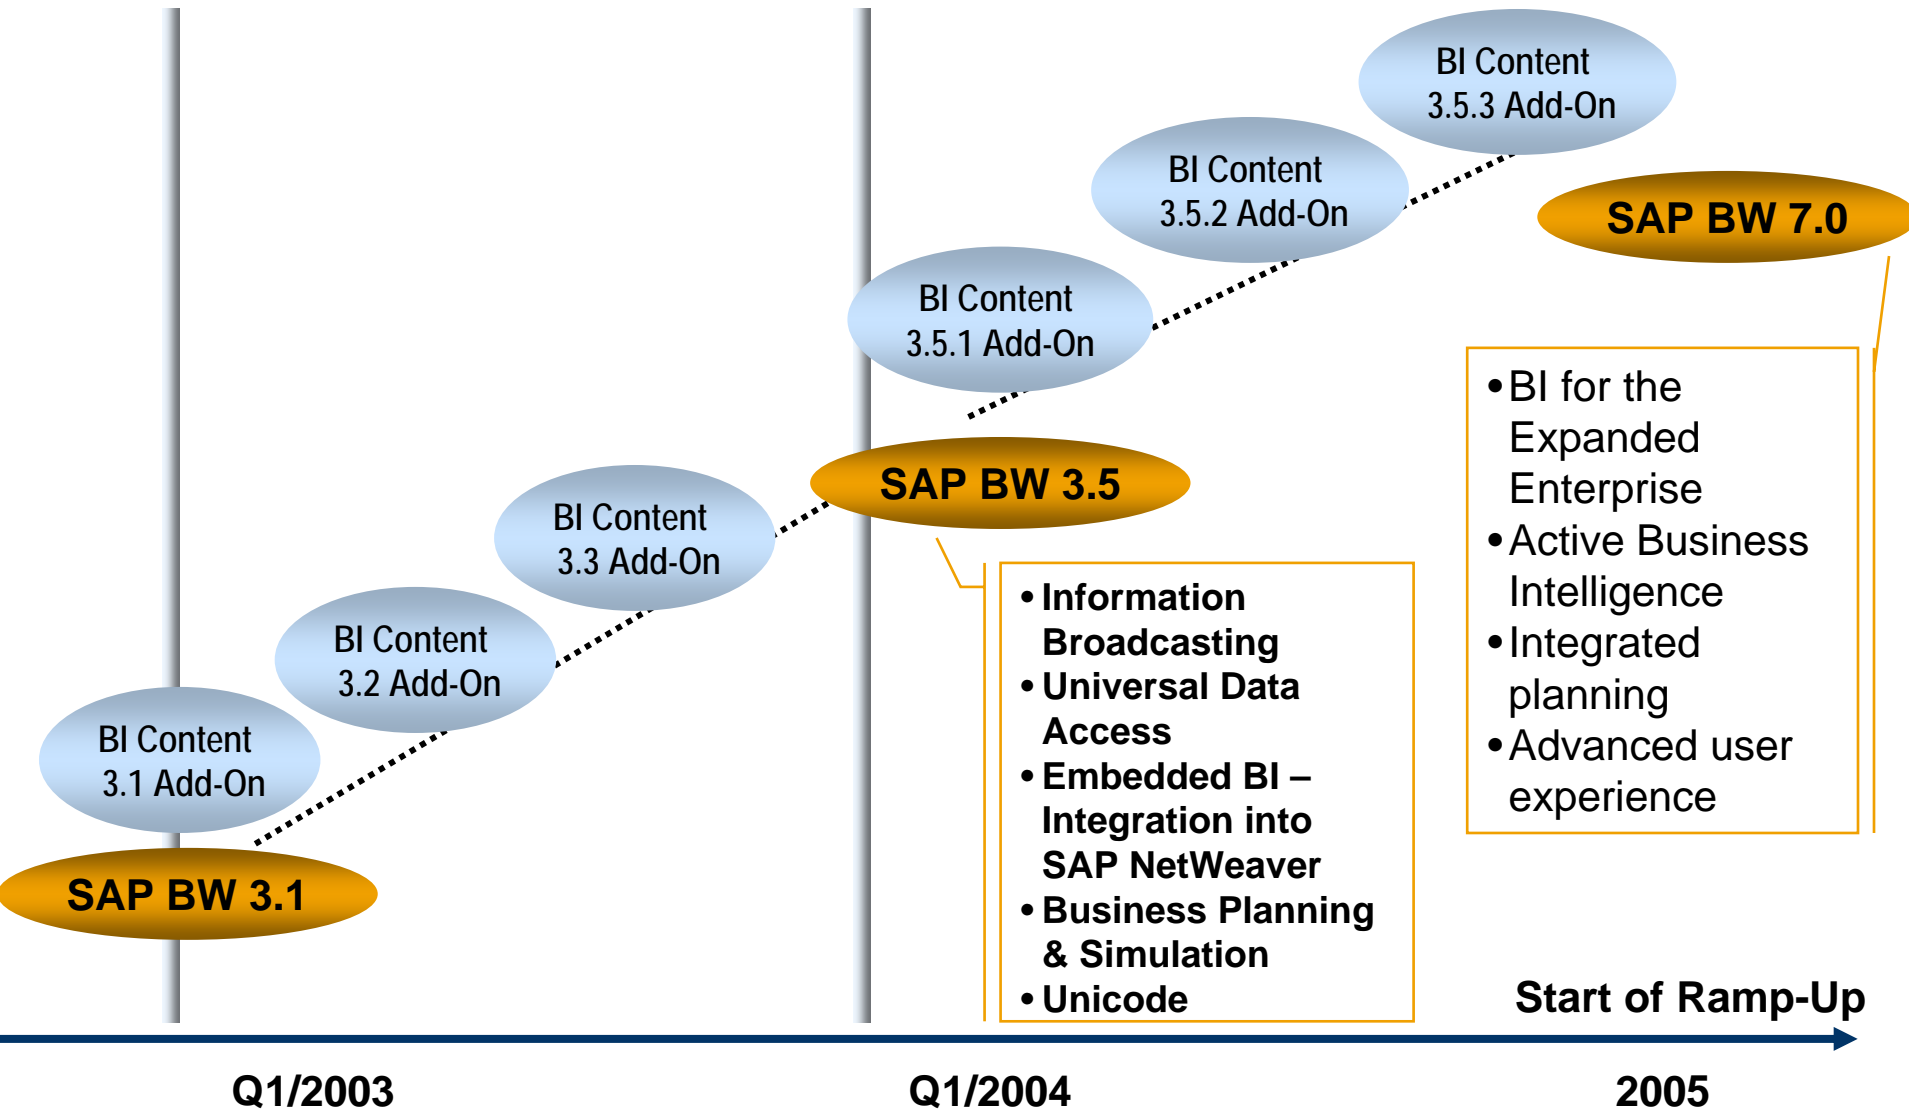 BI Content
3.5.3 Add-On
BI Content
3.5.2 Add-On
SAP BW 7.0
BI Content
3.5.1 Add-On
•BI for the
Expanded
Enterprise
•Active Business
Intelligence
•Integrated
planning
•Advanced user
experience
SAP BW 3.5
BI Content
3.3 Add-On
•Information
Broadcasting
•Universal Data
Access
•Embedded BI –
Integration into
SAP NetWeaver
•Business Planning
& Simulation
•Unicode
BI Content
3.2 Add-On
BI Content
3.1 Add-On
SAP BW 3.1
Start of Ramp-Up
Q1/2003
Q1/2004
2005